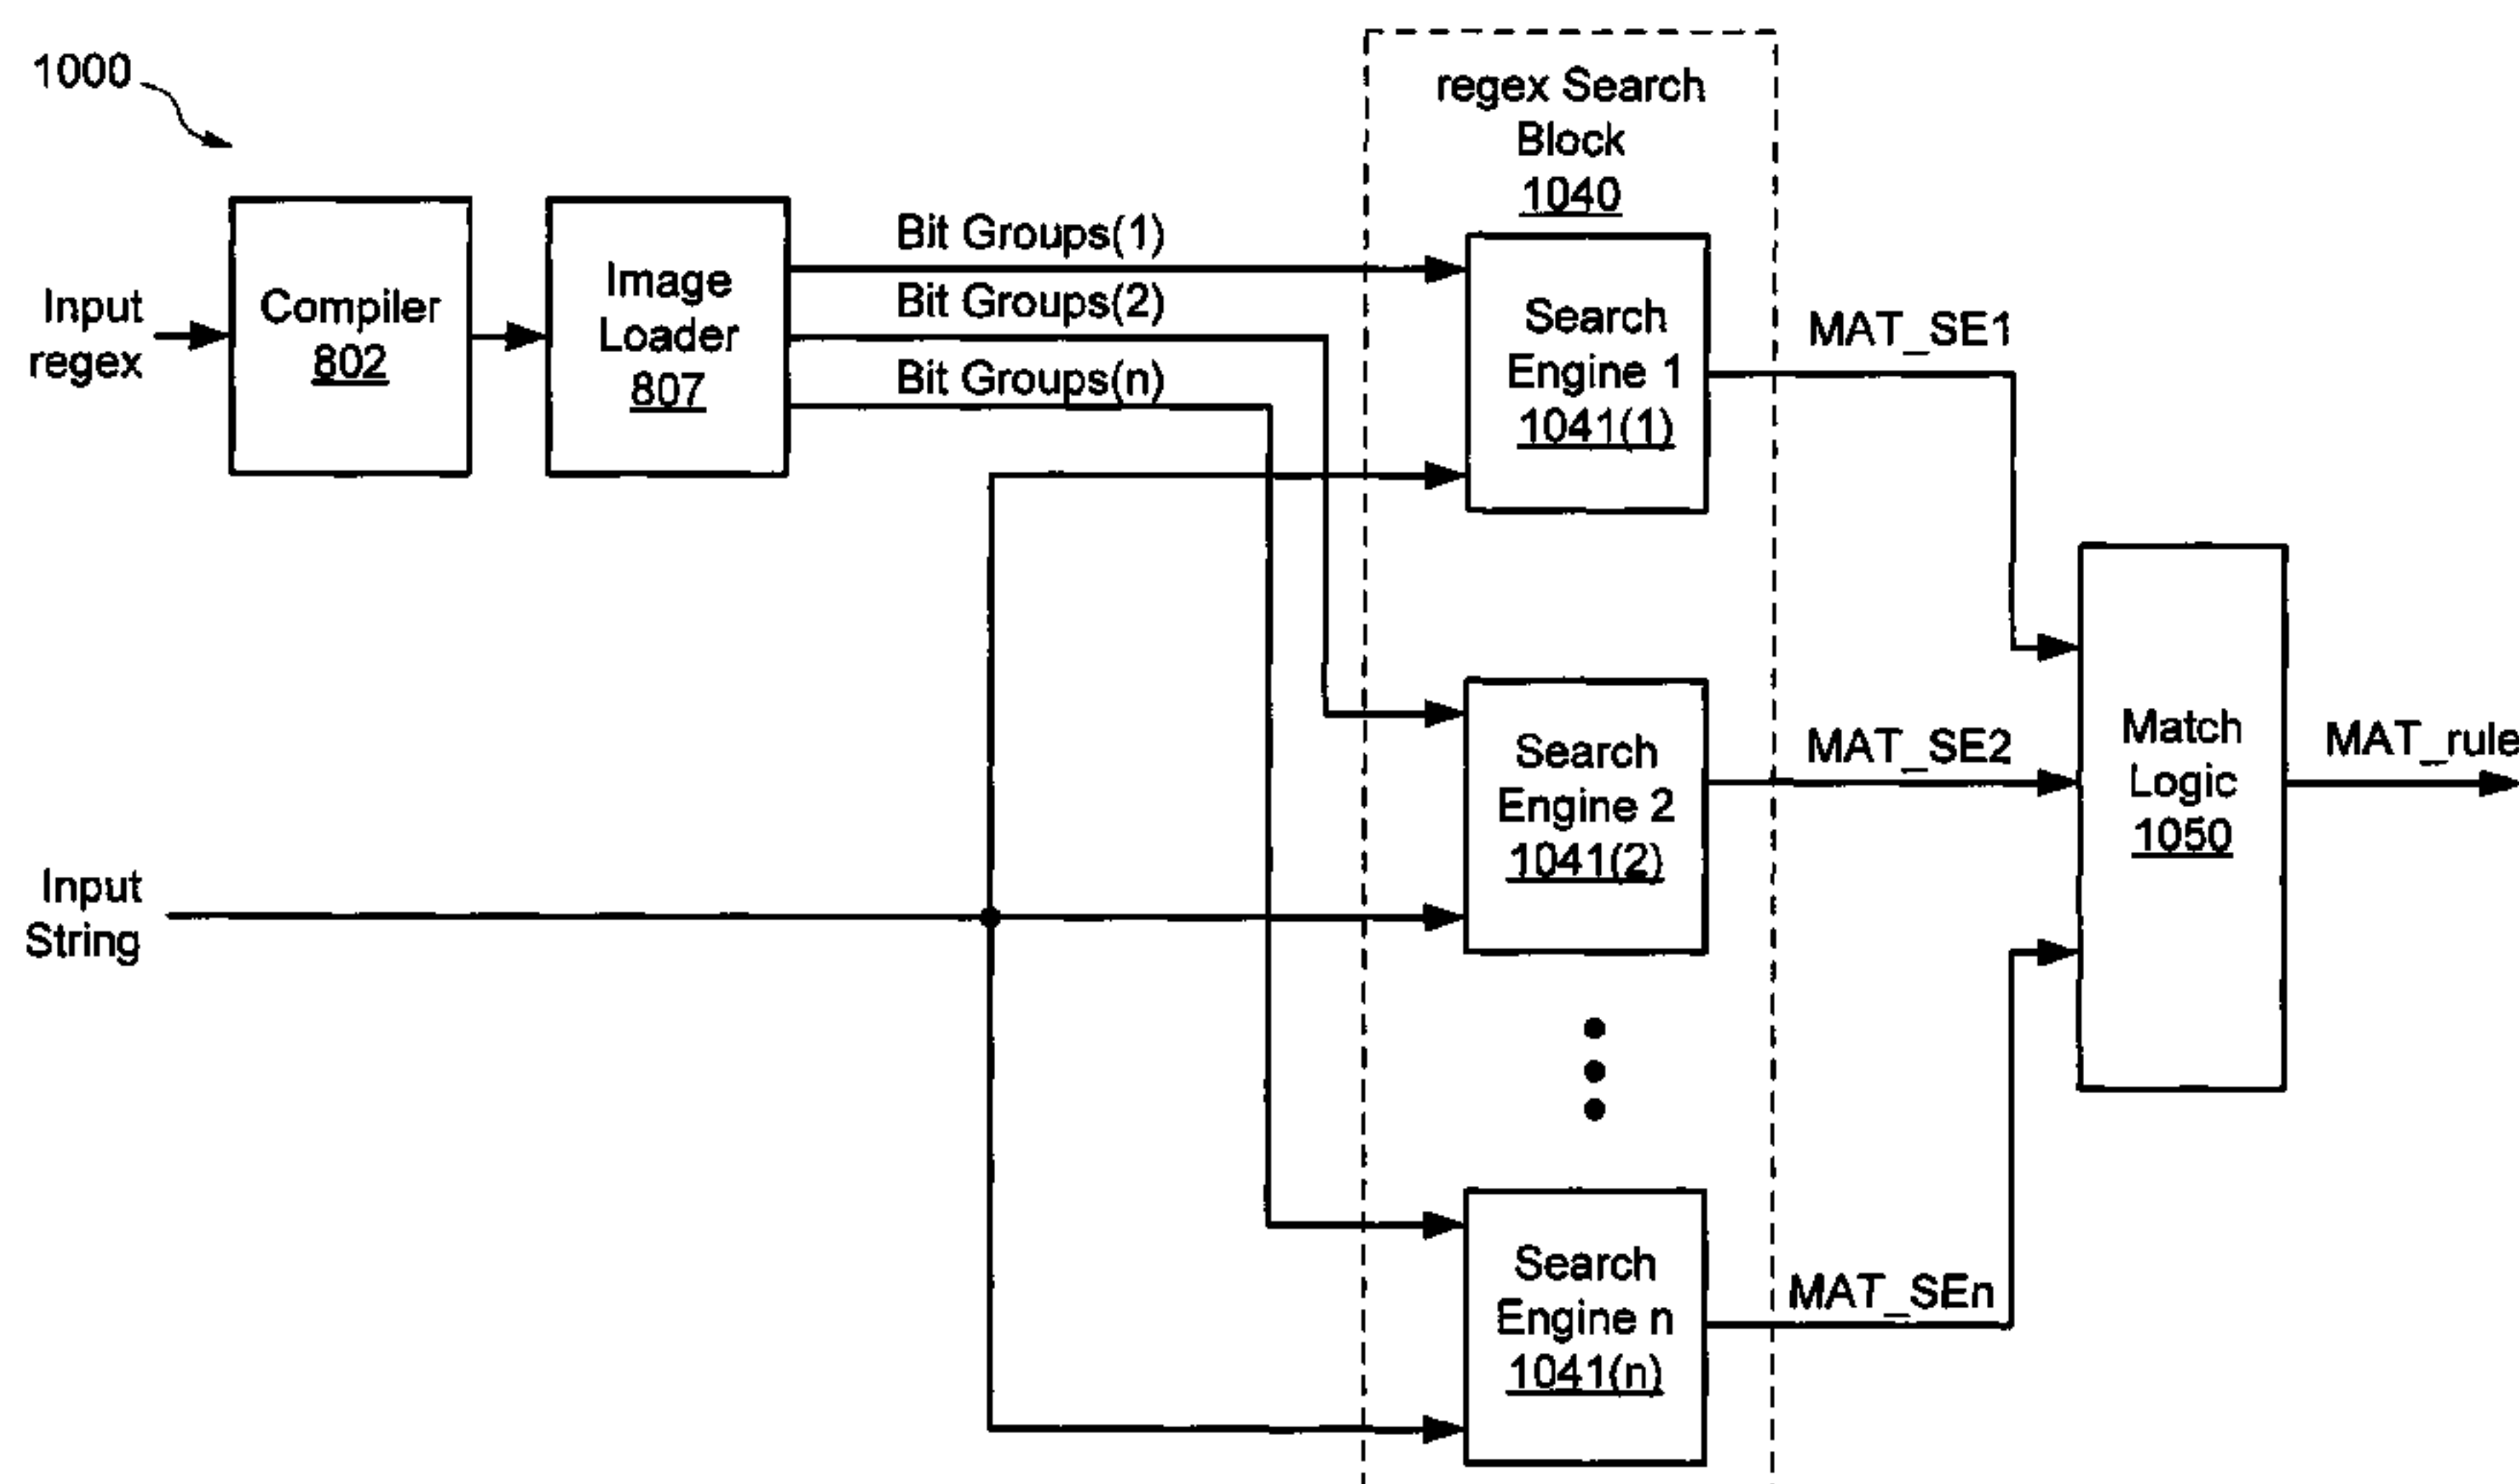 1000
regex Search
Block
1040
Input
regex
Compiler
802
Image
Loader
807
Bit Groups(1)
Bit Groups(2)
Bit Groups(n)
Search
Engine 1
1041(1)
MAT_SE1
Search
Engine 2
1041(2)
MAT_SE2
Match
Logic
1050
MAT_rule
Input
String
Search
Engine n
1041(n)
MAT_SEn